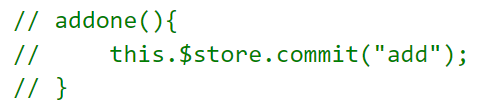 // addone(){
//     this.$store.commit("add");
// }